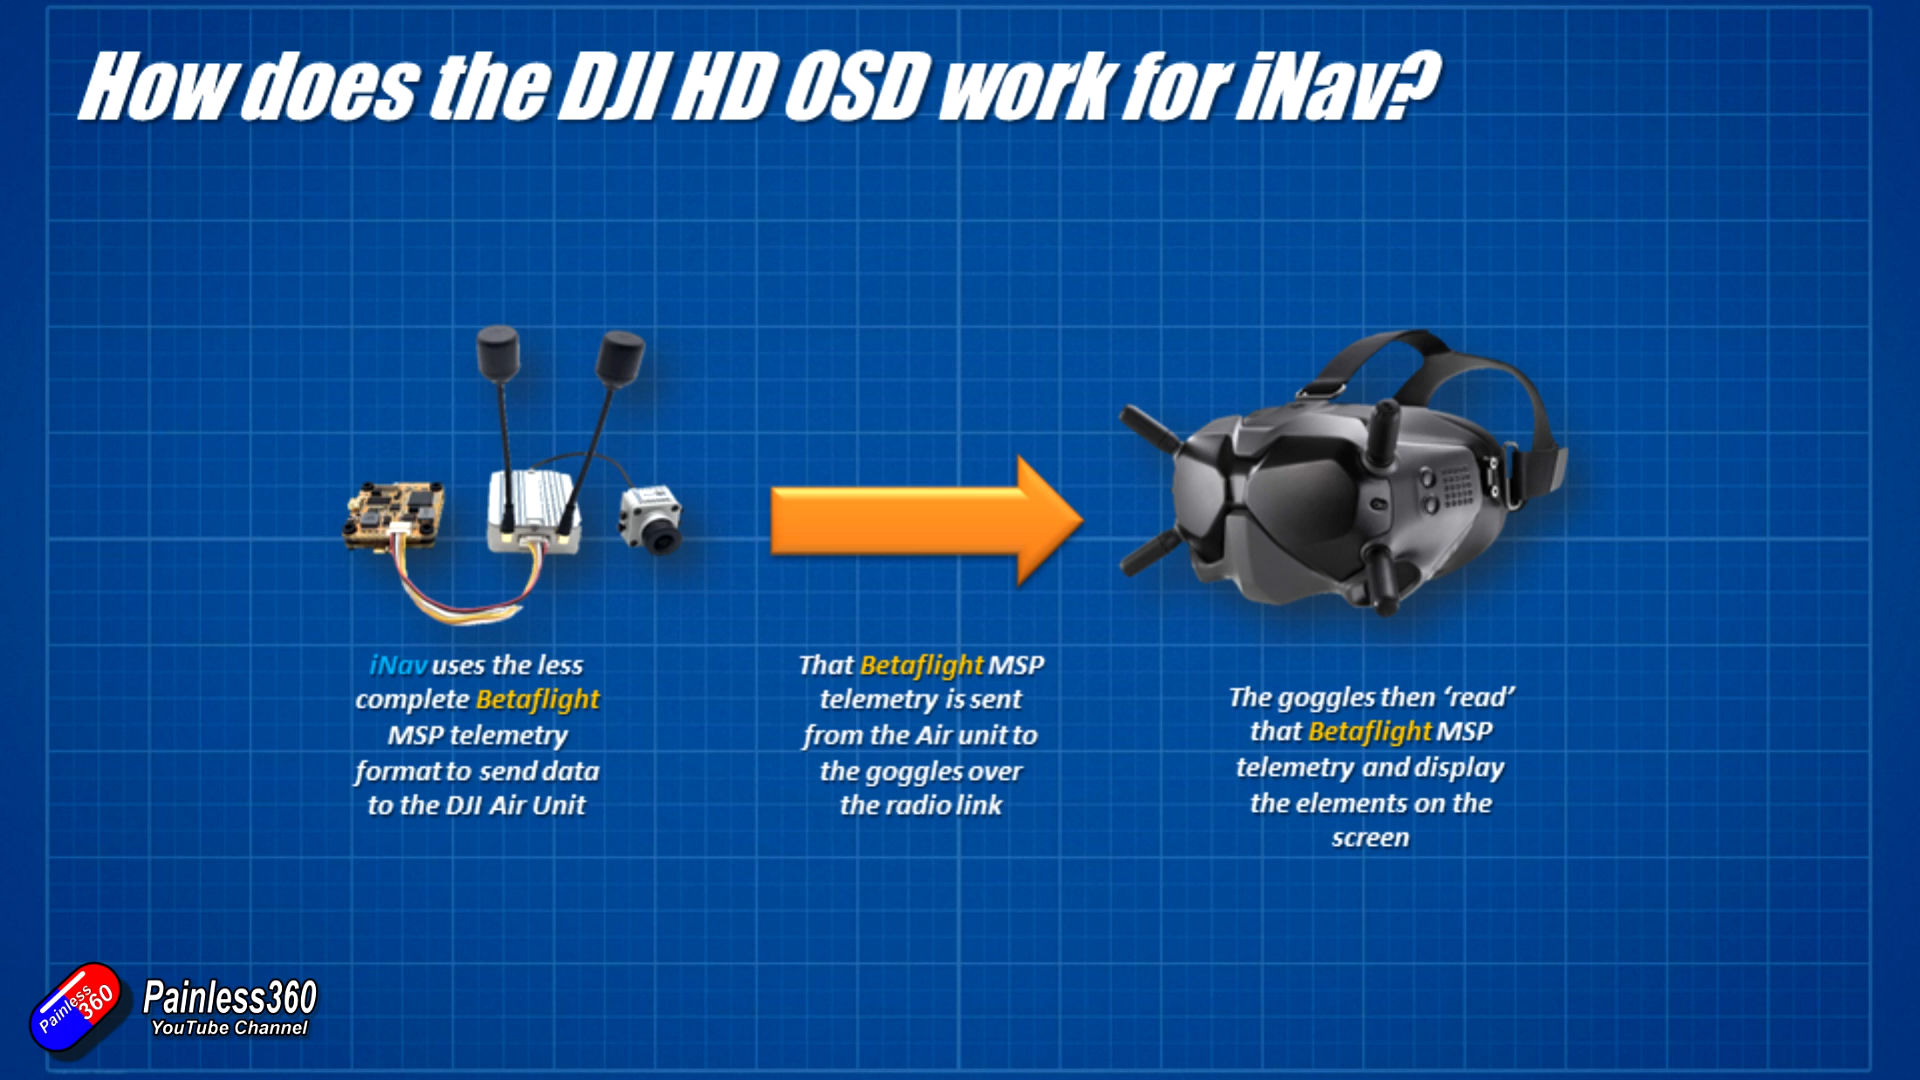 How does the DJI HD OSD work for iNav?
iNav uses the less
complete Betaflight
MSP telemetry
format to send data
to the DJI Air Unit
That Betaflight MSP
telemetry is sent
from the Air unit to
the goggles over
the radio link
The goggles then ‘read’
that Betaflight MSP
telemetry and display
the elements on the
screen
Painless
360
Painless360
YouTube Channel